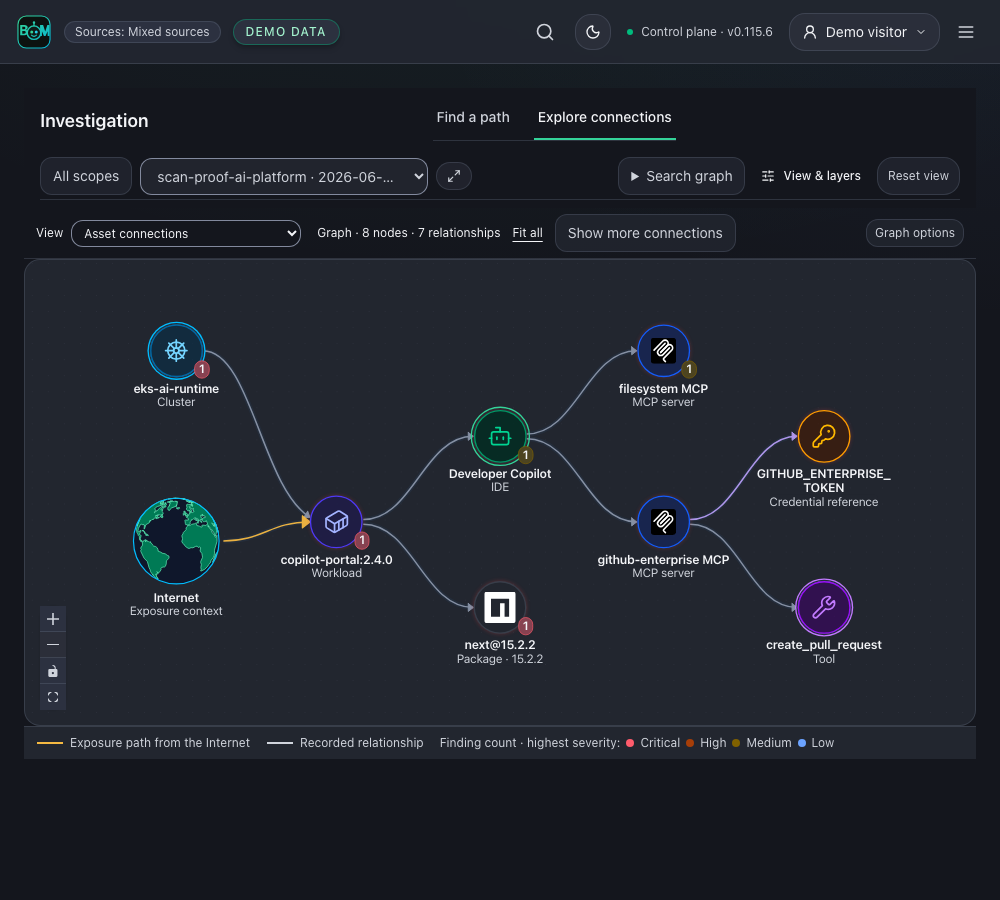 BOM
Sources: Mixed sources
DEMO DATA
Control plane · v0.115.6
Demo visitor
Investigation
Find a path
Explore connections
All scopes
scan-proof-ai-platform · 2026-06-...
Search graph
View & layers
Reset view
View
Asset connections
Graph · 8 nodes · 7 relationships
Fit all
Show more connections
Graph options
1
eks-ai-runtime
Cluster
1
filesystem MCP
MCP server
1
Developer Copilot
IDE
GITHUB_ENTERPRISE_
TOKEN
Credential reference
Internet
Exposure context
1
copilot-portal:2.4.0
Workload
github-enterprise MCP
MCP server
1
next@15.2.2
Package · 15.2.2
create_pull_request
Tool
Exposure path from the Internet
Recorded relationship
Finding count · highest severity:
Critical
High
Medium
Low